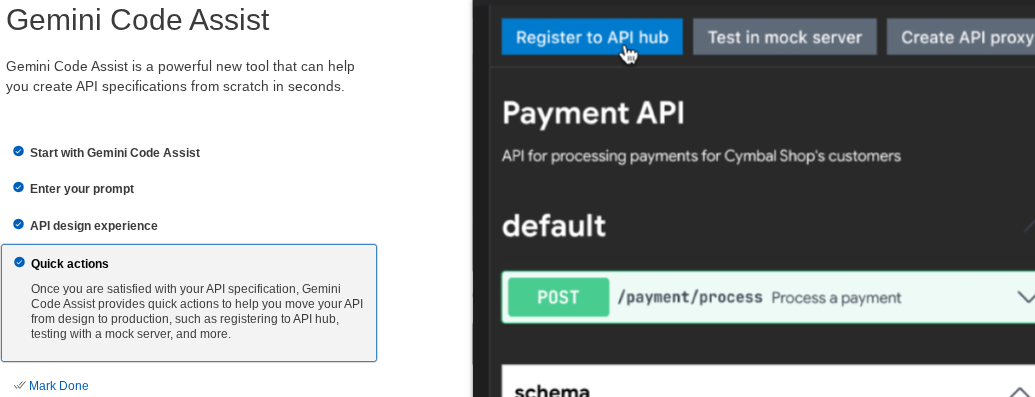 Gemini Code Assist
Gemini Code Assist is a powerful new tool that can help
you create API specifications from scratch in seconds.
Start with Gemini Code Assist
Enter your prompt
API design experience
Quick actions
Once you are satisfied with your API specification, Gemini
Code Assist provides quick actions to help you move your API
from design to production, such as registering to API hub,
testing with a mock server, and more.
Mark Done
Register to API hub
Test in mock server
Create API proxy
Payment API
API for processing payments for Cymbal Shop's customers
default
POST /payment/process Process a payment
schema